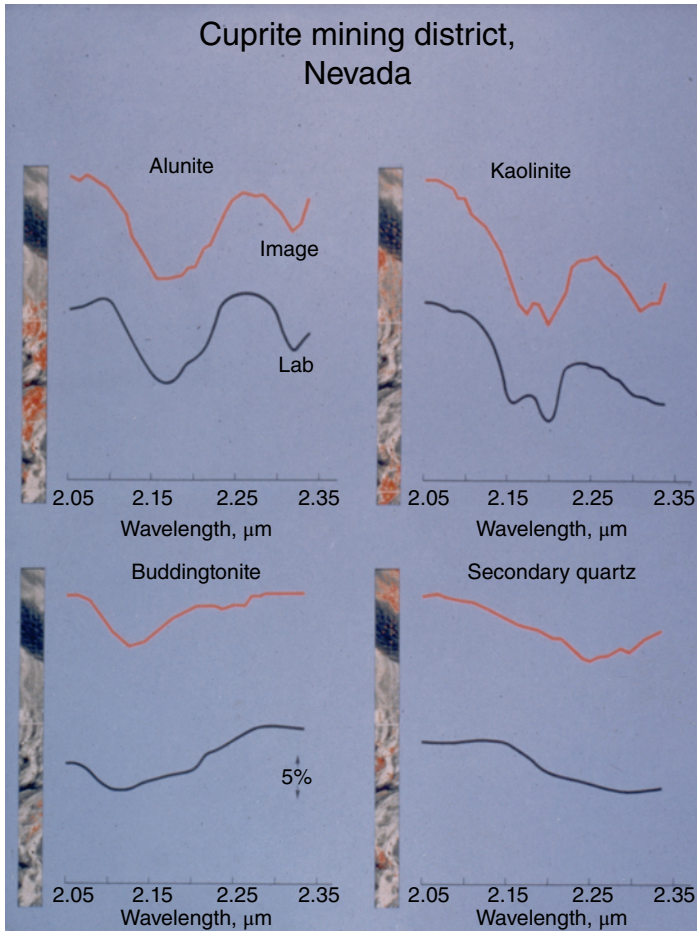 Cuprite mining district,
Nevada
Alunite
Image
Lab
2.05 2.15 2.25 2.35
Wavelength, μm
Kaolinite
2.05 2.15 2.25 2.35
Wavelength, μm
Buddingtonite
5%
2.05 2.15 2.25 2.35
Wavelength, μm
Secondary quartz
2.05 2.15 2.25 2.35
Wavelength, μm